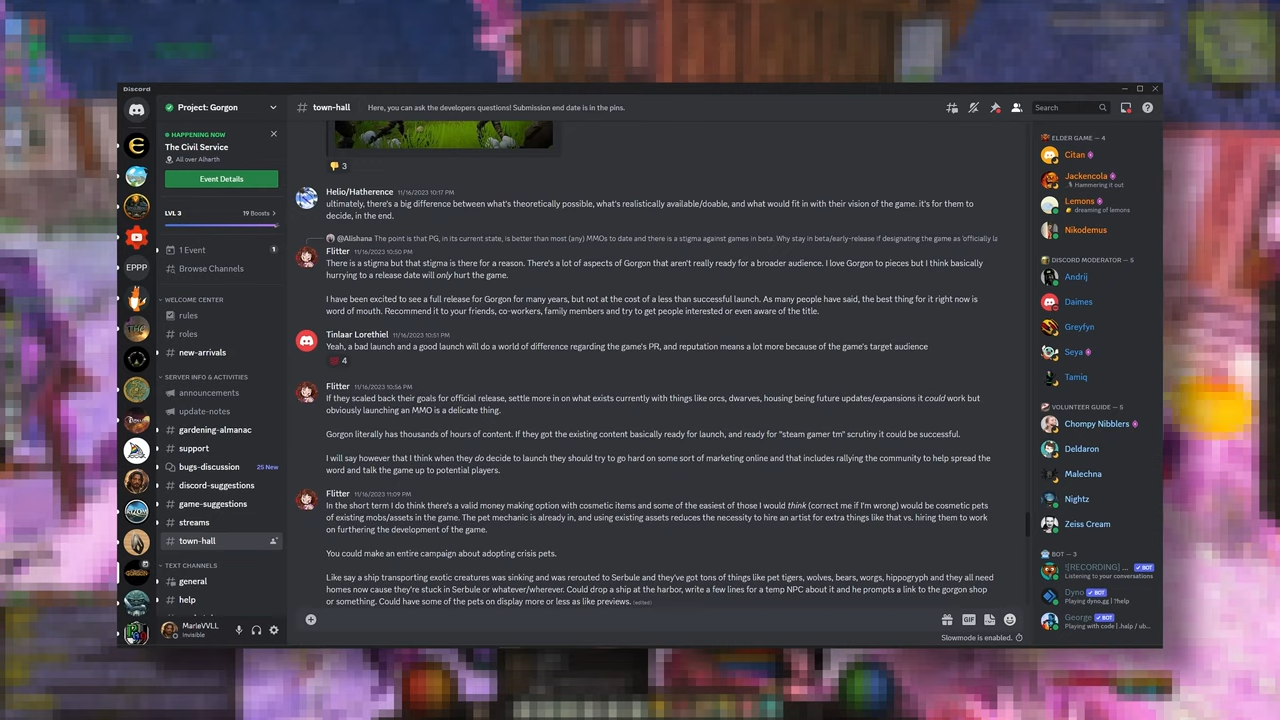 Discord
Project: Gorgon
HAPPENING NOW
The Civil Service
All over Alharth
Event Details
LVL 3
19 Boosts
1 Event
1
Browse Channels
WELCOME CENTER
rules
roles
new-arrivals
SERVER INFO & ACTIVITIES
announcements
update-notes
gardening-almanac
support
bugs-discussion
25 New
discord-suggestions
game-suggestions
streams
town-hall
TEXT CHANNELS
general
help
MarieVVLL
Invisible
EPPP
town-hall
Here, you can ask the developers questions! Submission end date is in the pins.
Search
3
Helio/Hatherence 11/16/2023 10:17 PM
ultimately, there's a big difference between what's theoretically possible, what's realistically available/doable, and what would fit in with their vision of the game. it's for them to
decide, in the end.
@Alishana The point is that PG, in its current state, is better than most (any) MMOs to date and there is a stigma against games in beta. Why stay in beta/early-release if designating the game as 'officially la
Flitter 11/16/2023 10:50 PM
There is a stigma but that stigma is there for a reason. There's a lot of aspects of Gorgon that aren't really ready for a broader audience. I love Gorgon to pieces but I think basically
hurrying to a release date will only hurt the game.
I have been excited to see a full release for Gorgon for many years, but not at the cost of a less than successful launch. As many people have said, the best thing for it right now is
word of mouth. Recommend it to your friends, co-workers, family members and try to get people interested or even aware of the title.
Tinlaar Lorethiel 11/16/2023 10:51 PM
Yeah, a bad launch and a good launch will do a world of difference regarding the game's PR, and reputation means a lot more because of the game's target audience
4
Flitter 11/16/2023 10:56 PM
If they scaled back their goals for official release, settle more in on what exists currently with things like orcs, dwarves, housing being future updates/expansions it could work but
obviously launching an MMO is a delicate thing.
Gorgon literally has thousands of hours of content. If they got the existing content basically ready for launch, and ready for "steam gamer tm" scrutiny it could be successful.
I will say however that I think when they do decide to launch they should try to go hard on some sort of marketing online and that includes rallying the community to help spread the
word and talk the game up to potential players.
Flitter 11/16/2023 11:09 PM
In the short term I do think there's a valid money making option with cosmetic items and some of the easiest of those I would think (correct me if I'm wrong) would be cosmetic pets
of existing mobs/assets in the game. The pet mechanic is already in, and using existing assets reduces the necessity to hire an artist for extra things like that vs. hiring them to work
on furthering the development of the game.
You could make an entire campaign about adopting crisis pets.
Like say a ship transporting exotic creatures was sinking and was rerouted to Serbule and they've got tons of things like pet tigers, wolves, bears, worgs, hippogryph and they all need
homes now cause they're stuck in Serbule or whatever/wherever. Could drop a ship at the harbor, write a few lines for a temp NPC about it and he prompts a link to the gorgon shop
or something. Could have some of the pets on display more or less as like previews. (edited)
GIF
Slowmode is enabled.
ELDER GAME — 4
Citan
Jackencola
Hammering it out
Lemons
dreaming of lemons
Nikodemus
DISCORD MODERATOR — 5
Andrij
Daimes
Greyfyn
Seya
Tamiq
VOLUNTEER GUIDE — 5
Chompy Nibblers
Deldaron
Malechna
Nightz
Zeiss Cream
BOT — 3
![RECORDING] ... BOT
Listening to your conversations
Dyno BOT
Playing dyno.gg | ?help
George BOT
Playing with code | .halp / ub...